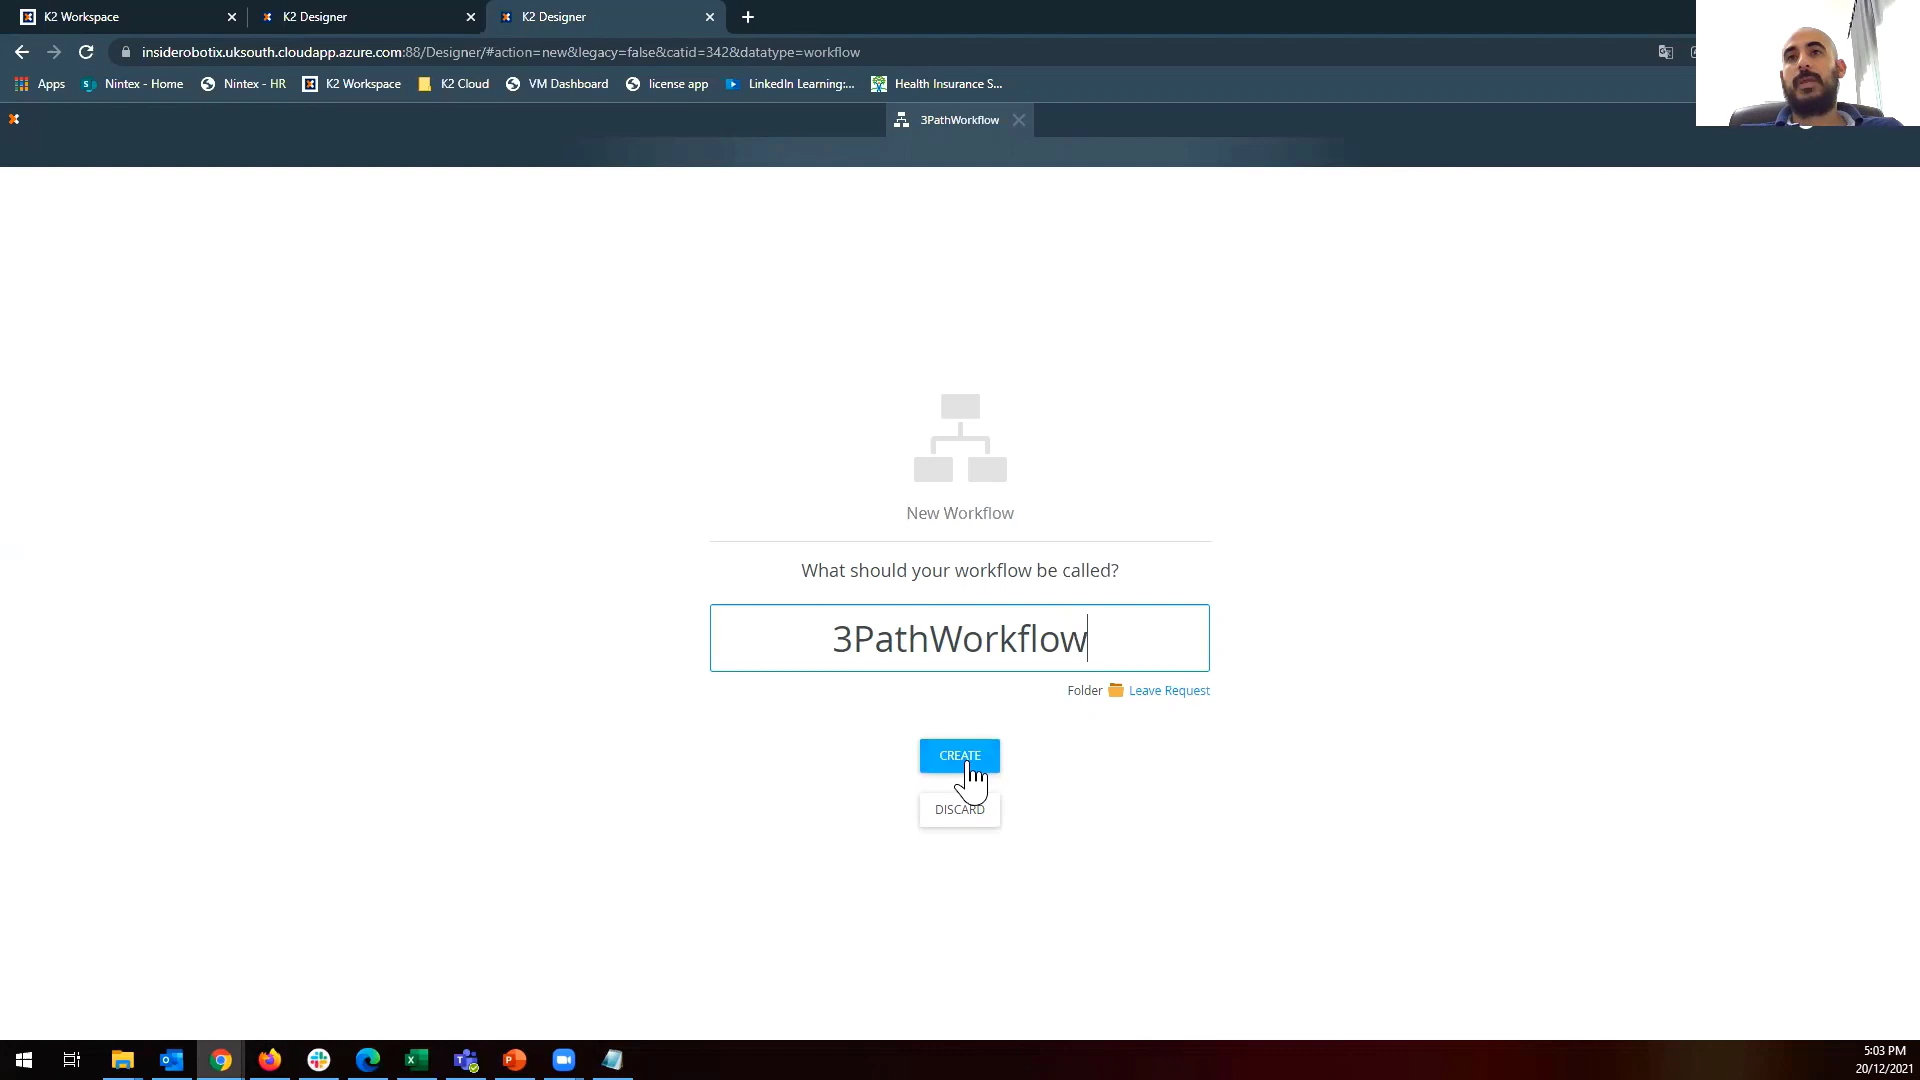 K2 Workspace
K2 Designer
K2 Designer
insiderobotix.uksouth.cloudapp.azure.com:88/Designer/#action=new&legacy=false&catid=342&datatype=workflow
Apps
Nintex - Home
Nintex - HR
K2 Workspace
K2 Cloud
VM Dashboard
license app
LinkedIn Learning:...
Health Insurance S...
3PathWorkflow
New Workflow
What should your workflow be called?
3PathWorkflow
Folder Leave Request
CREATE
DISCARD
5:03 PM
20/12/2021